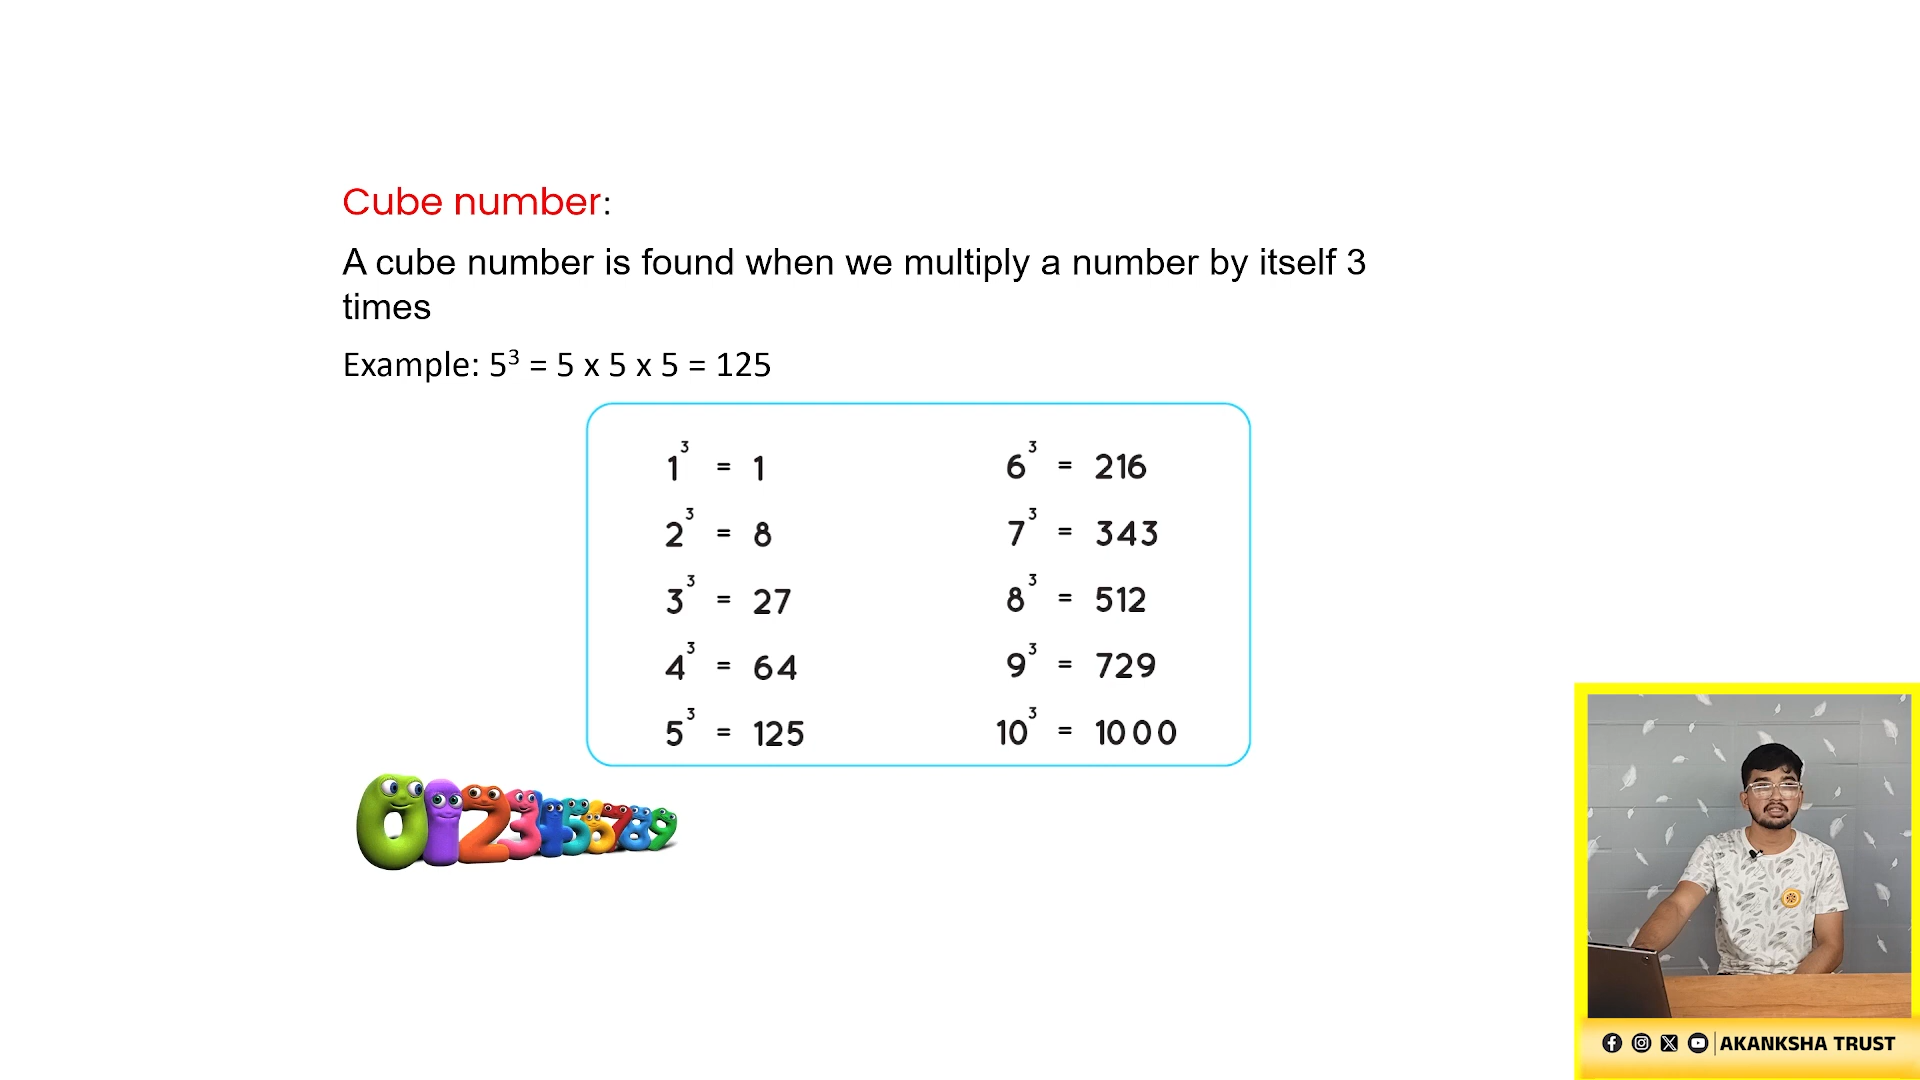 Cube number:
A cube number is found when we multiply a number by itself 3
times
Example: 5³ = 5 x 5 x 5 = 125
1³ = 1
2³ = 8
3³ = 27
4³ = 64
5³ = 125
6³ = 216
7³ = 343
8³ = 512
9³ = 729
10³ = 1000
0123456789
AKANKSHA TRUST